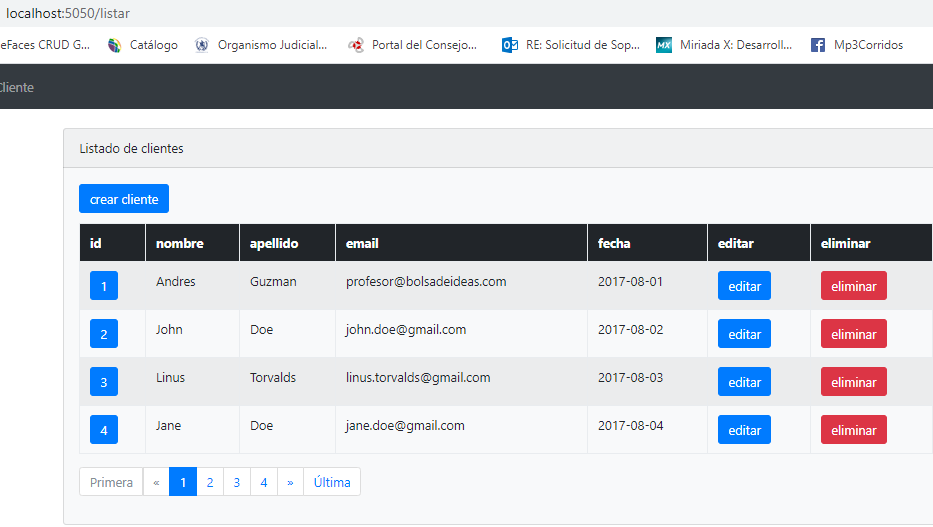 localhost:5050/listar
eFaces CRUD G... Catálogo Organismo Judicial... Portal del Consejo... RE: Solicitud de Sop... MX Miriada X: Desarroll... Mp3Corridos
Cliente
Listado de clientes
crear cliente
id nombre apellido email fecha editar eliminar
1 Andres Guzman profesor@bolsadeideas.com 2017-08-01 editar eliminar
2 John Doe john.doe@gmail.com 2017-08-02 editar eliminar
3 Linus Torvalds linus.torvalds@gmail.com 2017-08-03 editar eliminar
4 Jane Doe jane.doe@gmail.com 2017-08-04 editar eliminar
Primera « 1 2 3 4 » Última